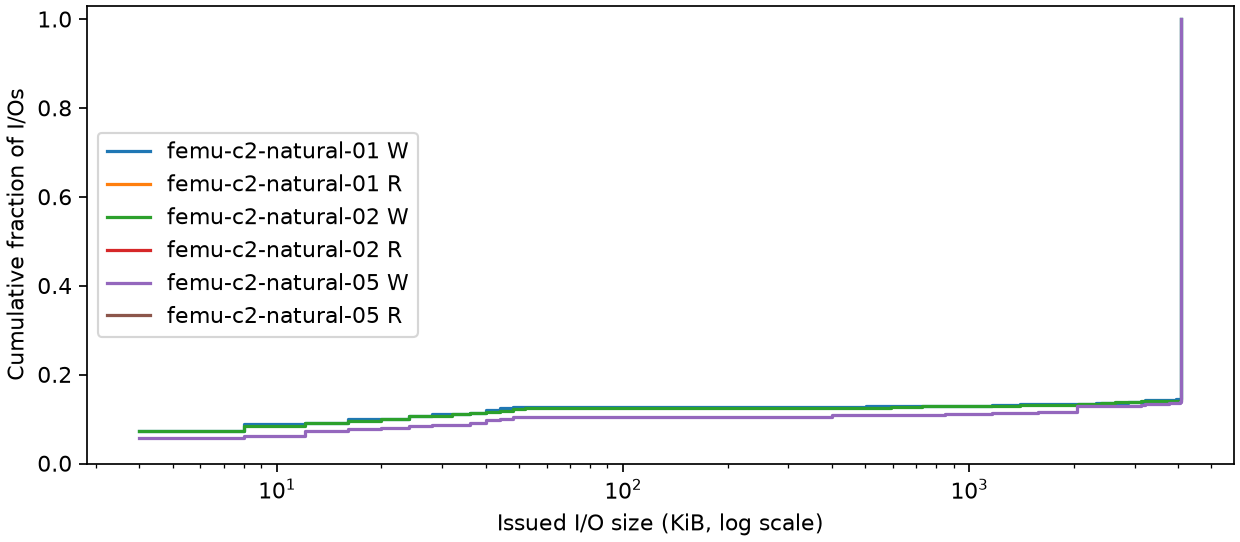 Cumulative fraction of I/Os
1.0
0.8
0.6
0.4
0.2
0.0
femu-c2-natural-01 W
femu-c2-natural-01 R
femu-c2-natural-02 W
femu-c2-natural-02 R
femu-c2-natural-05 W
femu-c2-natural-05 R
10¹ 10² 10³
Issued I/O size (KiB, log scale)